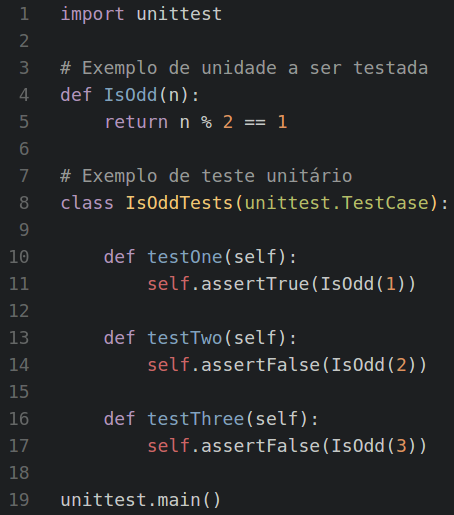 1 import unittest
2
3 # Exemplo de unidade a ser testada
4 def IsOdd(n):
5     return n % 2 == 1
6
7 # Exemplo de teste unitário
8 class IsOddTests(unittest.TestCase):
9
10     def testOne(self):
11         self.assertTrue(IsOdd(1))
12
13     def testTwo(self):
14         self.assertFalse(IsOdd(2))
15
16     def testThree(self):
17         self.assertFalse(IsOdd(3))
18
19 unittest.main()